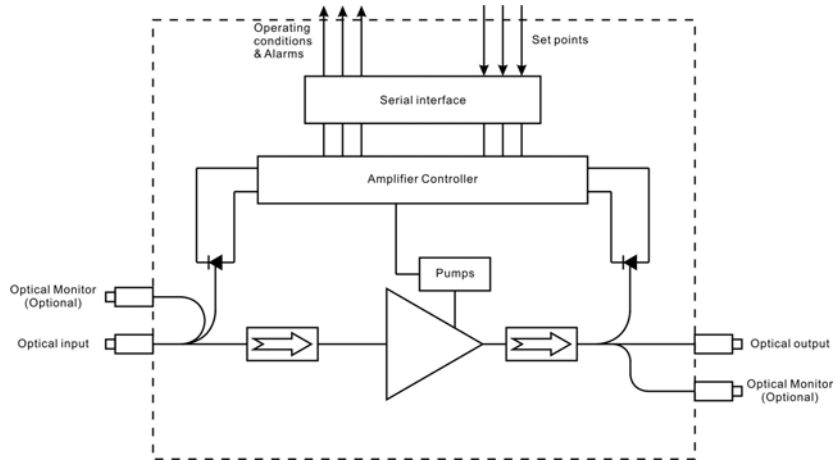 Operating
conditions
& Alarms
Set points
Serial interface
Amplifier Controller
Pumps
Optical Monitor
(Optional)
Optical input
Optical output
Optical Monitor
(Optional)